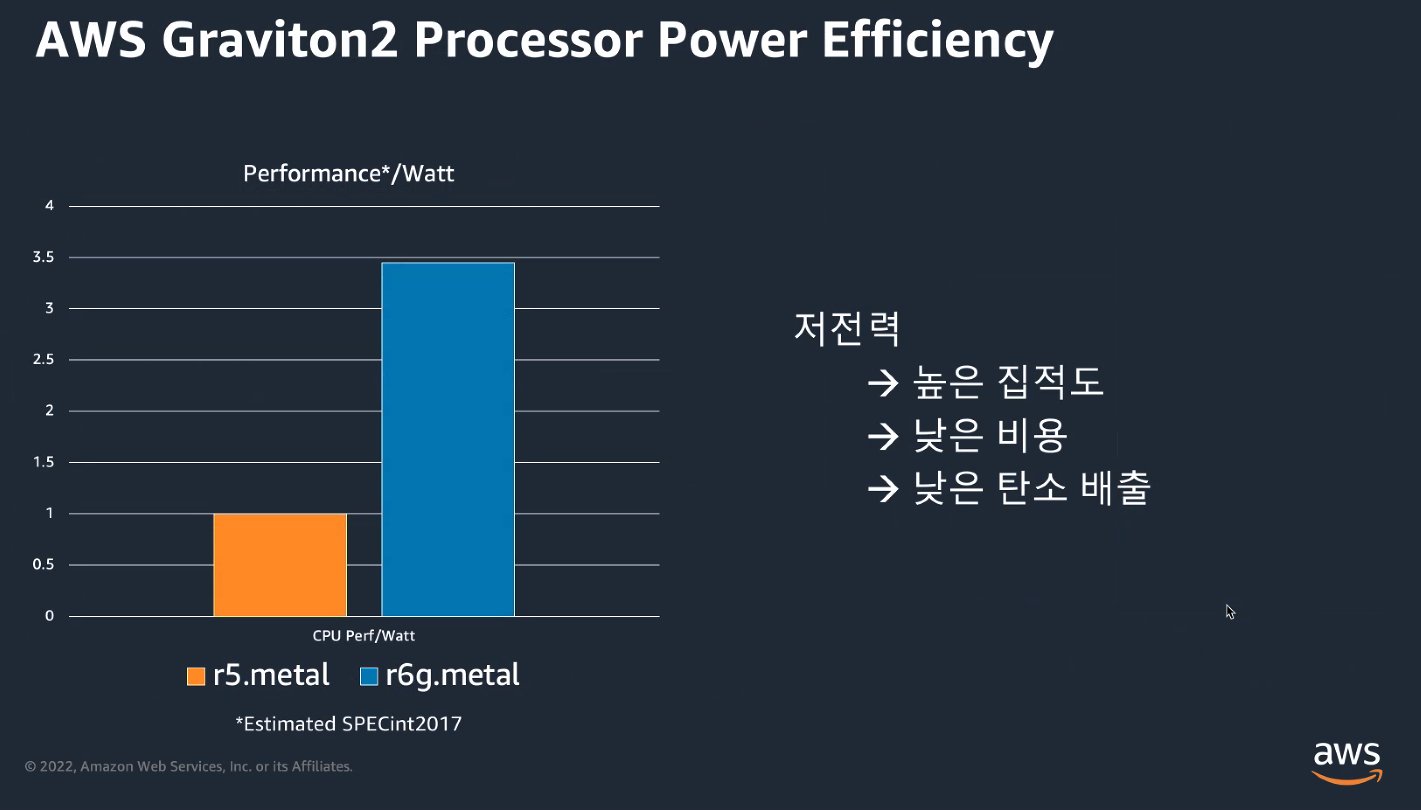 AWS Graviton2 Processor Power Efficiency
Performance*/Watt
4
3.5
3
2.5
2
1.5
1
0.5
0
CPU Perf/Watt
r5.metal r6g.metal
*Estimated SPECint2017
저전력
→ 높은 집적도
→ 낮은 비용
→ 낮은 탄소 배출
© 2022, Amazon Web Services, Inc. or its Affiliates.
aws